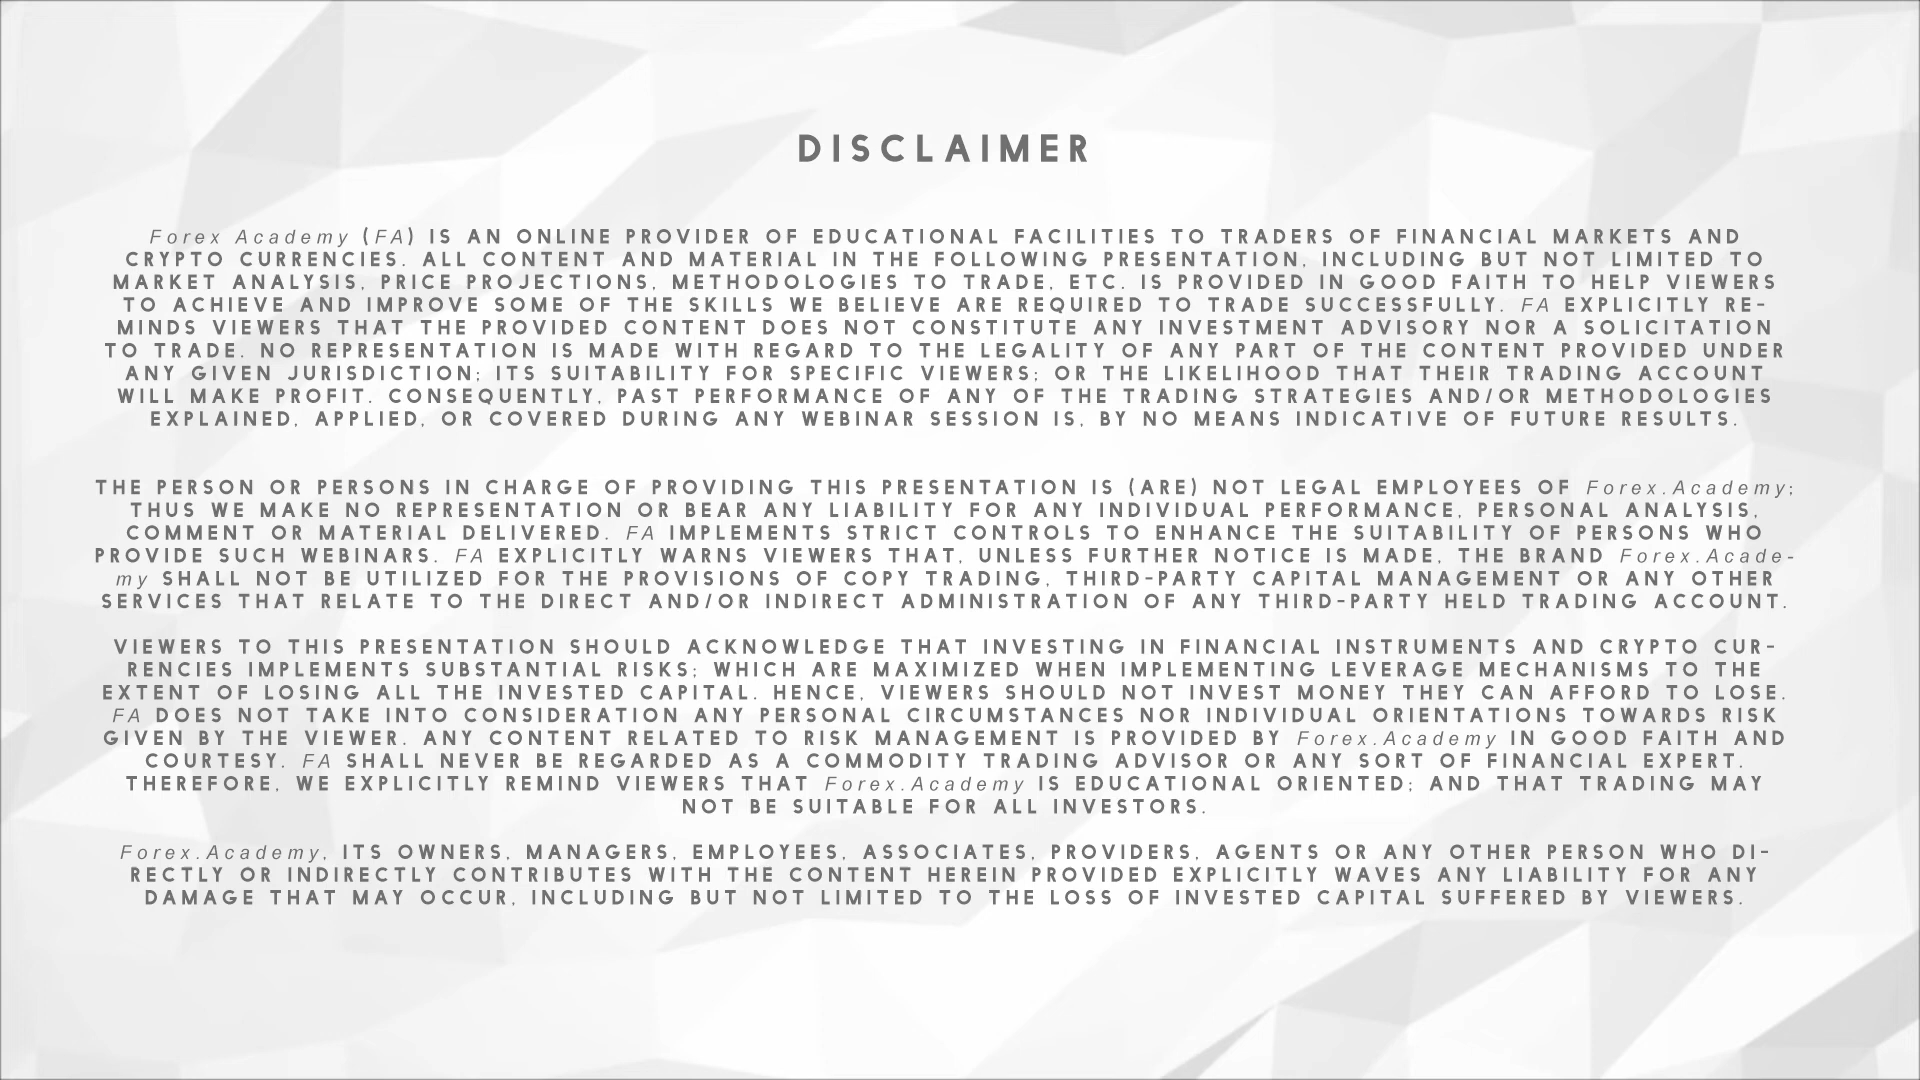 DISCLAIMER
Forex Academy (FA) IS AN ONLINE PROVIDER OF EDUCATIONAL FACILITIES TO TRADERS OF FINANCIAL MARKETS AND
CRYPTO CURRENCIES. ALL CONTENT AND MATERIAL IN THE FOLLOWING PRESENTATION, INCLUDING BUT NOT LIMITED TO
MARKET ANALYSIS, PRICE PROJECTIONS, METHODOLOGIES TO TRADE, ETC. IS PROVIDED IN GOOD FAITH TO HELP VIEWERS
TO ACHIEVE AND IMPROVE SOME OF THE SKILLS WE BELIEVE ARE REQUIRED TO TRADE SUCCESSFULLY. FA EXPLICITLY RE-
MINDS VIEWERS THAT THE PROVIDED CONTENT DOES NOT CONSTITUTE ANY INVESTMENT ADVISORY NOR A SOLICITATION
TO TRADE. NO REPRESENTATION IS MADE WITH REGARD TO THE LEGALITY OF ANY PART OF THE CONTENT PROVIDED UNDER
ANY GIVEN JURISDICTION; ITS SUITABILITY FOR SPECIFIC VIEWERS; OR THE LIKELIHOOD THAT THEIR TRADING ACCOUNT
WILL MAKE PROFIT. CONSEQUENTLY, PAST PERFORMANCE OF ANY OF THE TRADING STRATEGIES AND/OR METHODOLOGIES
EXPLAINED, APPLIED, OR COVERED DURING ANY WEBINAR SESSION IS, BY NO MEANS INDICATIVE OF FUTURE RESULTS.
THE PERSON OR PERSONS IN CHARGE OF PROVIDING THIS PRESENTATION IS (ARE) NOT LEGAL EMPLOYEES OF Forex.Academy;
THUS WE MAKE NO REPRESENTATION OR BEAR ANY LIABILITY FOR ANY INDIVIDUAL PERFORMANCE, PERSONAL ANALYSIS,
COMMENT OR MATERIAL DELIVERED. FA IMPLEMENTS STRICT CONTROLS TO ENHANCE THE SUITABILITY OF PERSONS WHO
PROVIDE SUCH WEBINARS. FA EXPLICITLY WARNS VIEWERS THAT, UNLESS FURTHER NOTICE IS MADE, THE BRAND Forex.Acade-
my SHALL NOT BE UTILIZED FOR THE PROVISIONS OF COPY TRADING, THIRD-PARTY CAPITAL MANAGEMENT OR ANY OTHER
SERVICES THAT RELATE TO THE DIRECT AND/OR INDIRECT ADMINISTRATION OF ANY THIRD-PARTY HELD TRADING ACCOUNT.
VIEWERS TO THIS PRESENTATION SHOULD ACKNOWLEDGE THAT INVESTING IN FINANCIAL INSTRUMENTS AND CRYPTO CUR-
RENCIES IMPLEMENTS SUBSTANTIAL RISKS; WHICH ARE MAXIMIZED WHEN IMPLEMENTING LEVERAGE MECHANISMS TO THE
EXTENT OF LOSING ALL THE INVESTED CAPITAL. HENCE, VIEWERS SHOULD NOT INVEST MONEY THEY CAN AFFORD TO LOSE.
FA DOES NOT TAKE INTO CONSIDERATION ANY PERSONAL CIRCUMSTANCES NOR INDIVIDUAL ORIENTATIONS TOWARDS RISK
GIVEN BY THE VIEWER. ANY CONTENT RELATED TO RISK MANAGEMENT IS PROVIDED BY Forex.Academy IN GOOD FAITH AND
COURTESY. FA SHALL NEVER BE REGARDED AS A COMMODITY TRADING ADVISOR OR ANY SORT OF FINANCIAL EXPERT.
THEREFORE, WE EXPLICITLY REMIND VIEWERS THAT Forex.Academy IS EDUCATIONAL ORIENTED; AND THAT TRADING MAY
NOT BE SUITABLE FOR ALL INVESTORS.
Forex.Academy, ITS OWNERS, MANAGERS, EMPLOYEES, ASSOCIATES, PROVIDERS, AGENTS OR ANY OTHER PERSON WHO DI-
RECTLY OR INDIRECTLY CONTRIBUTES WITH THE CONTENT HEREIN PROVIDED EXPLICITLY WAVES ANY LIABILITY FOR ANY
DAMAGE THAT MAY OCCUR, INCLUDING BUT NOT LIMITED TO THE LOSS OF INVESTED CAPITAL SUFFERED BY VIEWERS.